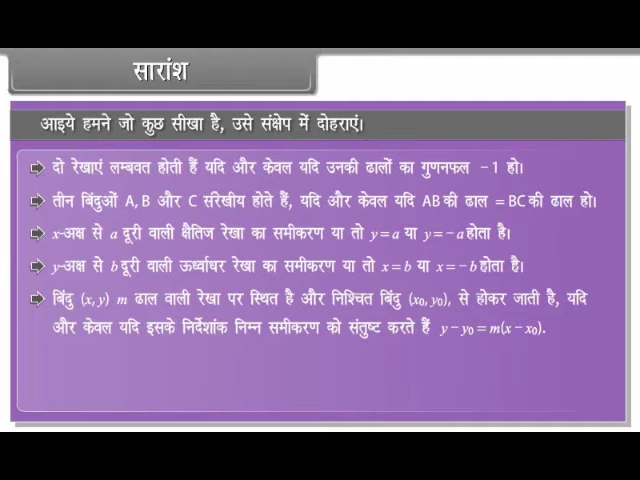 सारांश
आइये हमने जो कुछ सीखा है, उसे संक्षेप में दोहराएं।
दो रेखाएं लम्बवत होती हैं यदि और केवल यदि उनकी ढालों का गुणनफल −1 हो।
तीन बिंदुओं A, B और C संरेखीय होते हैं, यदि और केवल यदि AB की ढाल = BC की ढाल हो।
x-अक्ष से a दूरी वाली क्षैतिज रेखा का समीकरण या तो y = a या y = −a होता है।
y-अक्ष से b दूरी वाली ऊर्ध्वाधर रेखा का समीकरण या तो x = b या x = −b होता है।
बिंदु (x, y) m ढाल वाली रेखा पर स्थित है और निश्चित बिंदु (x₀, y₀), से होकर जाती है, यदि
और केवल यदि इसके निर्देशांक निम्न समीकरण को संतुष्ट करते हैं y − y₀ = m(x − x₀).